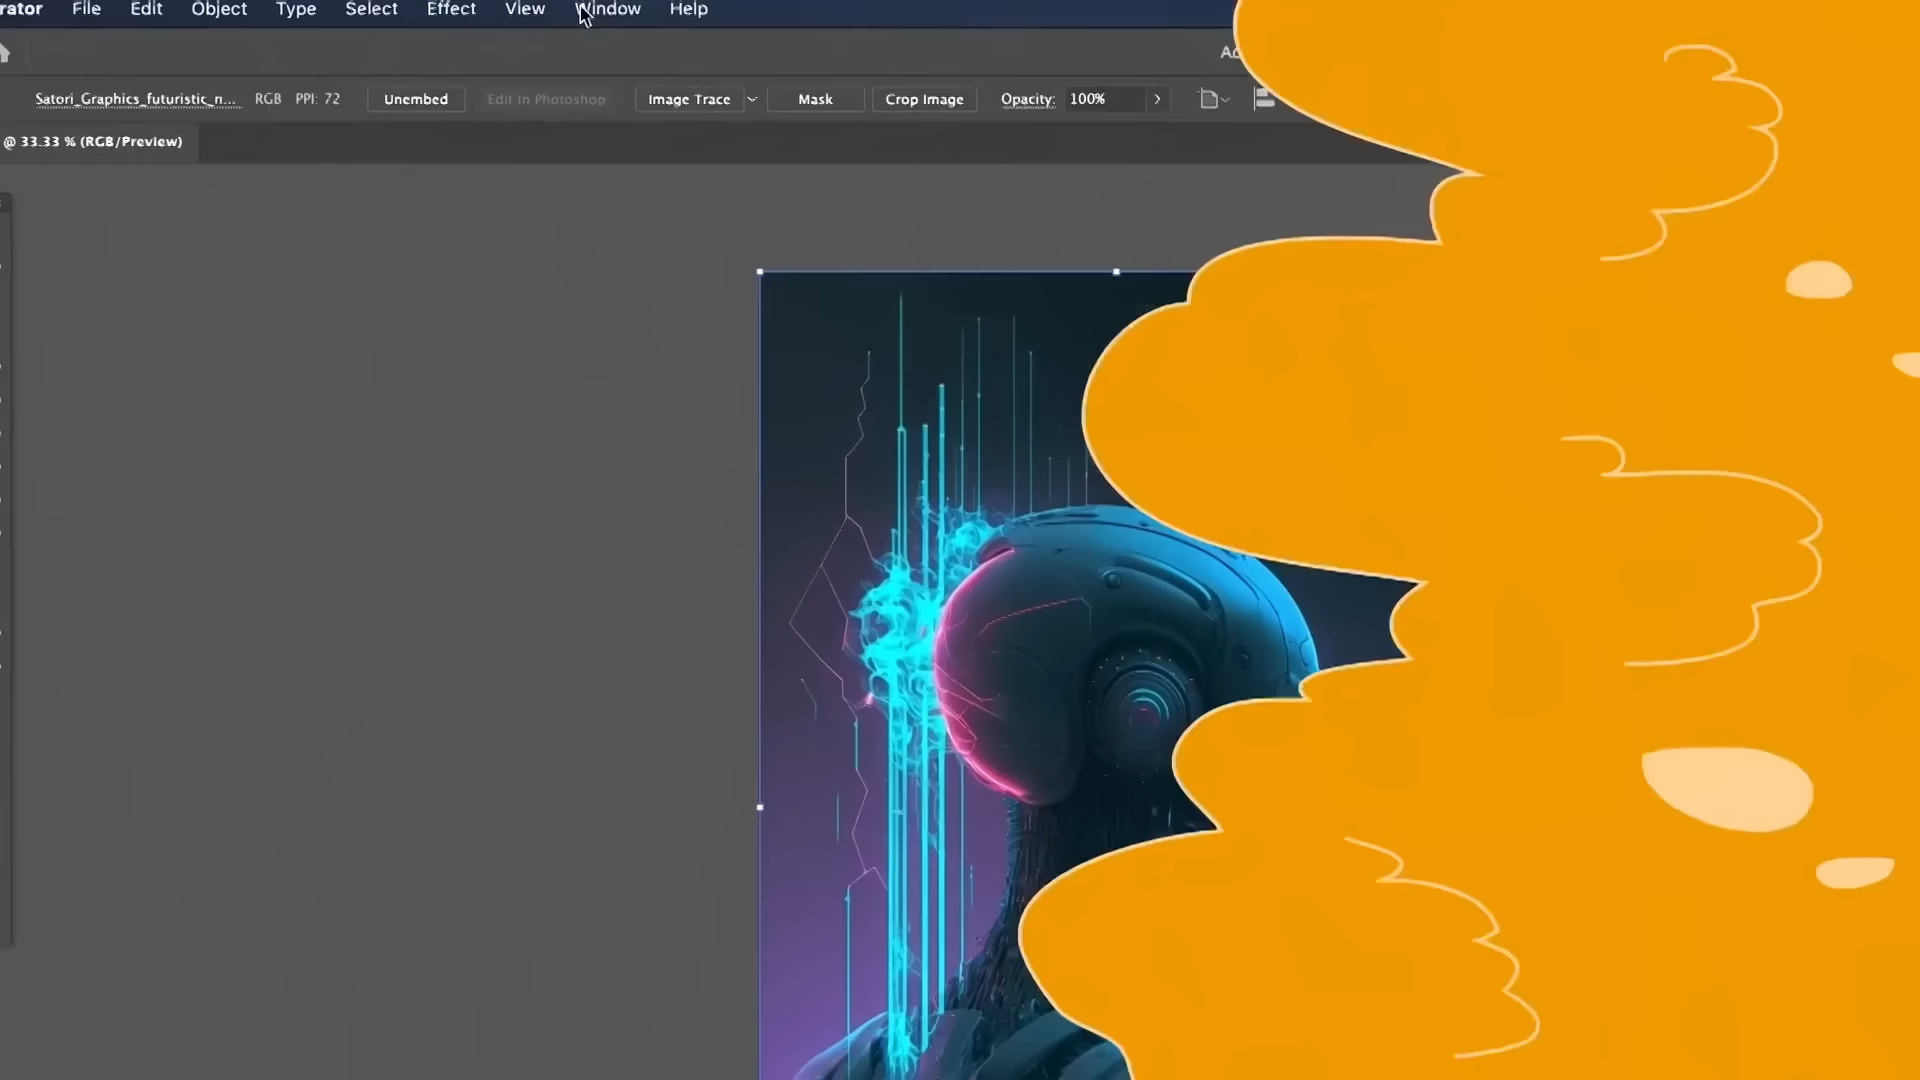 rator File Edit Object Type Select Effect View Window Help
Satori_Graphics_futuristic_n... RGB PPI: 72 Unembed Edit In Photoshop Image Trace Mask Crop Image Opacity: 100%
@ 33.33 % (RGB/Preview)